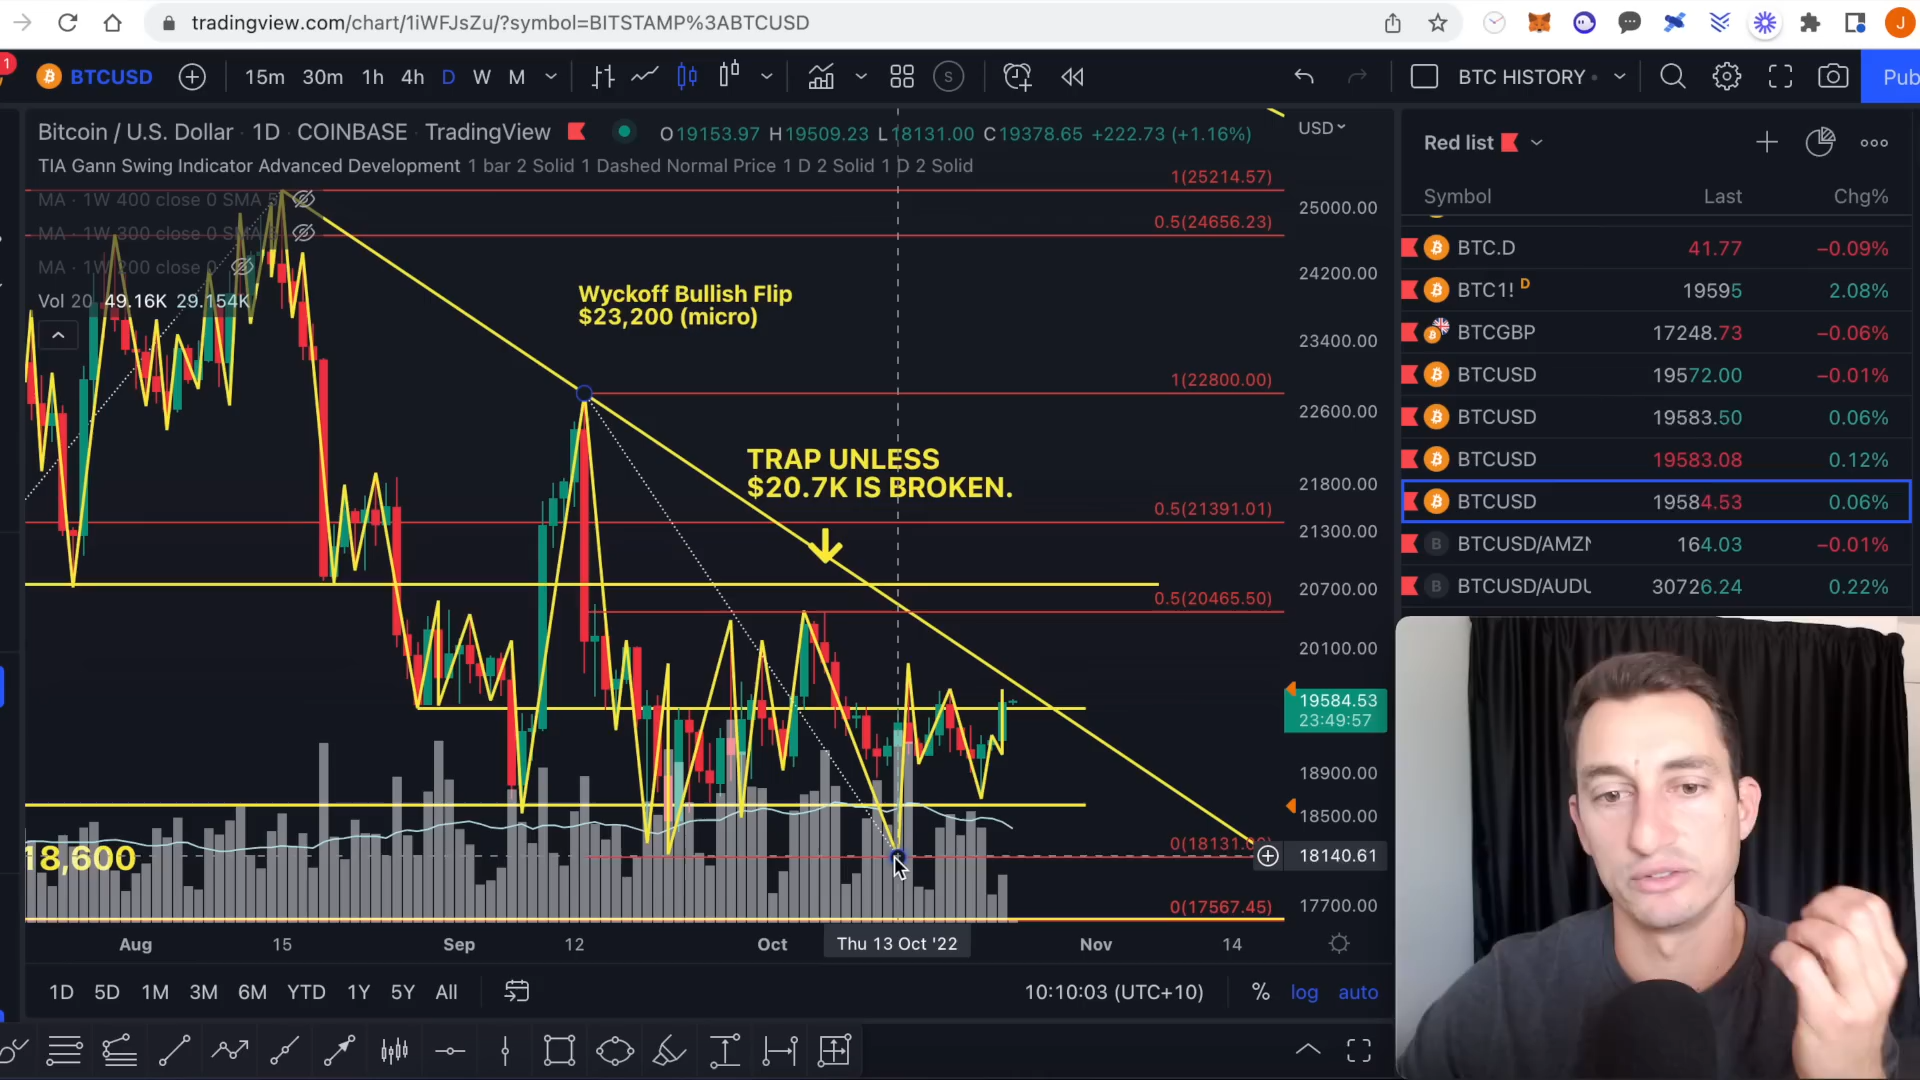 tradingview.com/chart/1iWFJsZu/?symbol=BITSTAMP%3ABTCUSD
J
1
BTCUSD 15m 30m 1h 4h D W M S BTC HISTORY Pub
Bitcoin / U.S. Dollar · 1D · COINBASE · TradingView O19153.97 H19509.23 L18131.00 C19378.65 +222.73 (+1.16%)
TIA Gann Swing Indicator Advanced Development 1 bar 2 Solid 1 Dashed Normal Price 1 D 2 Solid 1 D 2 Solid
MA · 1W 400 close 0 SMA 5
MA · 1W 300 close 0 SMA
MA · 1W 200 close 0
Vol 20 49.16K 29.154K
1(25214.57)
0.5(24656.23)
Wyckoff Bullish Flip
$23,200 (micro)
1(22800.00)
TRAP UNLESS
$20.7K IS BROKEN.
0.5(21391.01)
0.5(20465.50)
18,600
0(18131.
0(17567.45)
USD
25000.00
24200.00
23400.00
22600.00
21800.00
21300.00
20700.00
20100.00
19584.53
23:49:57
18900.00
18500.00
18140.61
17700.00
Aug 15 Sep 12 Oct Thu 13 Oct '22 Nov 14
1D 5D 1M 3M 6M YTD 1Y 5Y All 10:10:03 (UTC+10) % log auto
Red list
Symbol Last Chg%
BTC.D 41.77 −0.09%
BTC1! D 19595 2.08%
BTCGBP 17248.73 −0.06%
BTCUSD 19572.00 −0.01%
BTCUSD 19583.50 0.06%
BTCUSD 19583.08 0.12%
BTCUSD 19584.53 0.06%
B BTCUSD/AMZN 164.03 −0.01%
B BTCUSD/AUDU 30726.24 0.22%